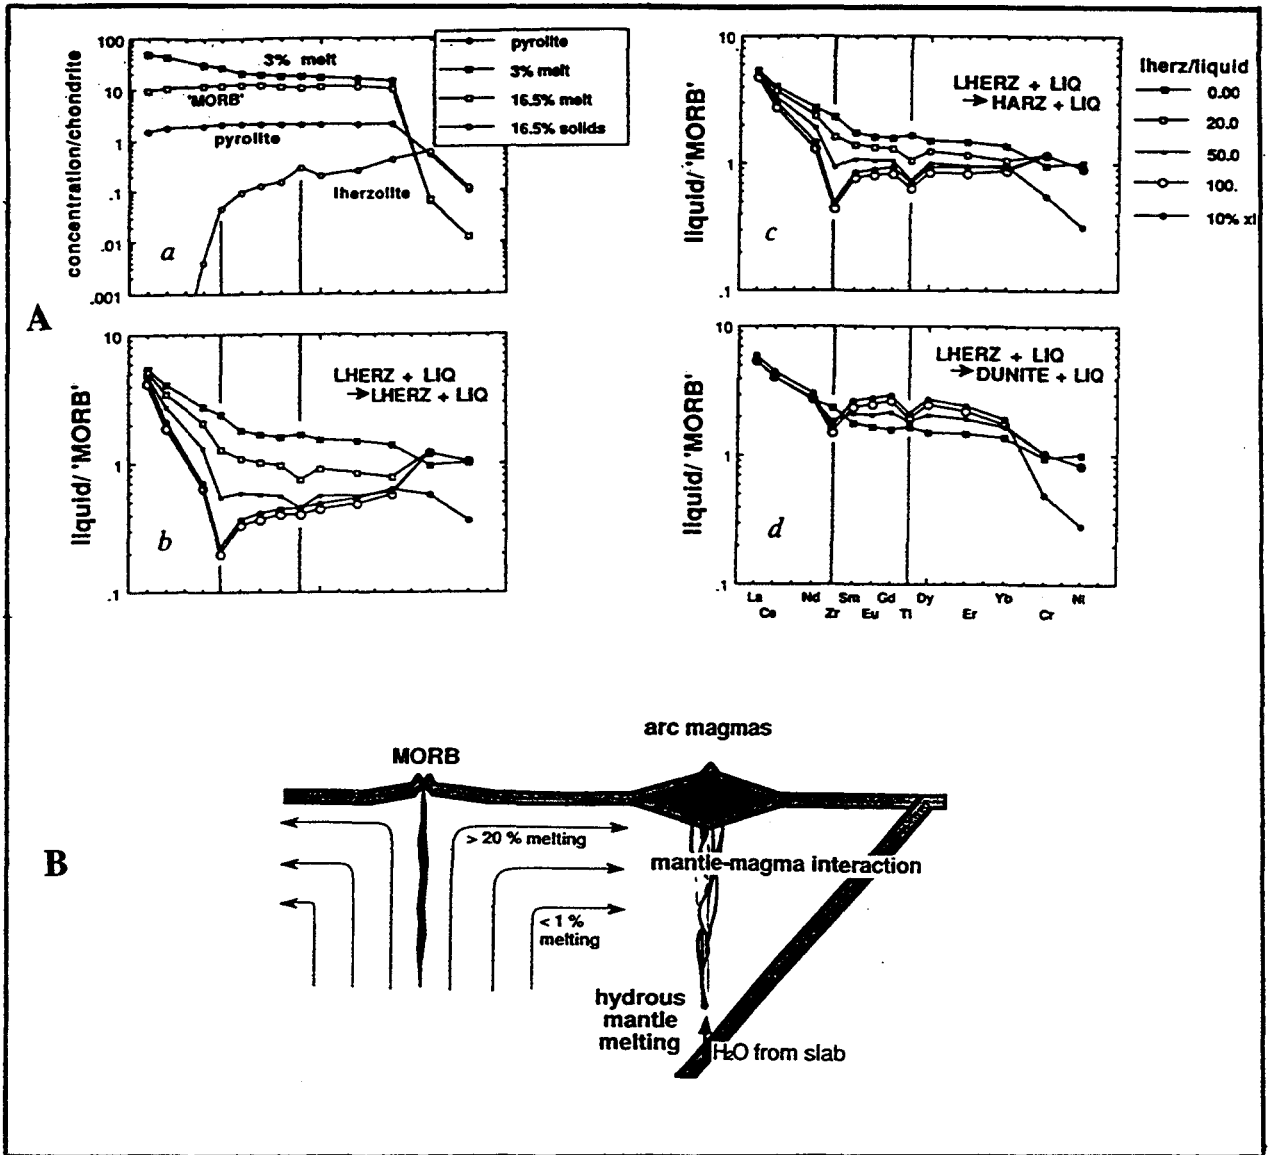 A
100
10
1
.1
.01
.001
concentration/chondrite
3% melt
'MORB'
pyrolite
lherzolite
a
pyrolite
3% melt
16.5% melt
16.5% solids
10
1
.1
liquid/ 'MORB'
LHERZ + LIQ
→ LHERZ + LIQ
b
10
1
.1
liquid/ 'MORB'
LHERZ + LIQ
→ HARZ + LIQ
c
lherz/liquid
0.00
20.0
50.0
100.
10% xl
10
1
.1
liquid/ 'MORB'
LHERZ + LIQ
→ DUNITE + LIQ
d
La Nd Sm Gd Dy Yb Ni
Ce Zr Eu Ti Er Cr
B
arc magmas
MORB
> 20 % melting
mantle-magma interaction
< 1 %
melting
hydrous
mantle
melting
H₂O from slab